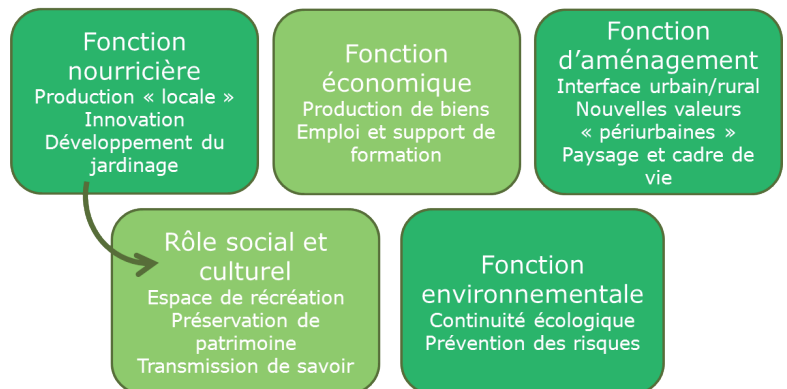 Fonction
nourricière
Production « locale »
Innovation
Développement du
jardinage
Fonction
économique
Production de biens
Emploi et support de
formation
Fonction
d’aménagement
Interface urbain/rural
Nouvelles valeurs
« périurbaines »
Paysage et cadre de
vie
Rôle social et
culturel
Espace de récréation
Préservation de
patrimoine
Transmission de savoir
Fonction
environnementale
Continuité écologique
Prévention des risques